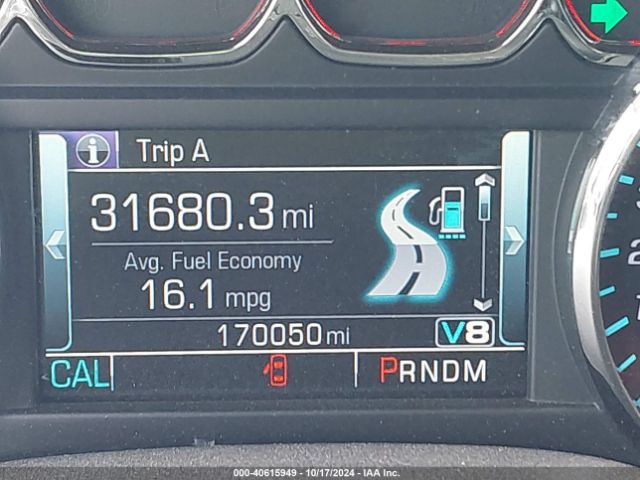 Trip A
31680.3 mi
Avg. Fuel Economy
16.1 mpg
170050 mi V8
CAL PRNDM
000-40615949 - 10/17/2024 - IAA Inc.